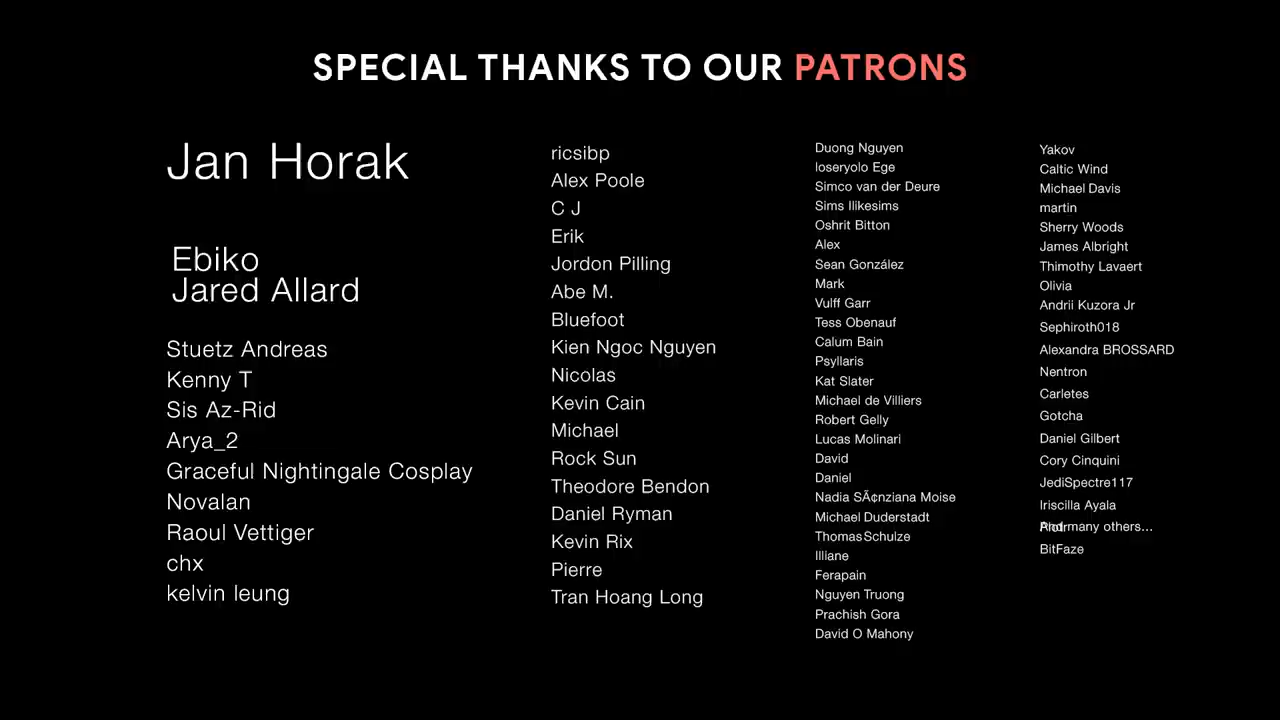 SPECIAL THANKS TO OUR PATRONS
Jan Horak
Ebiko
Jared Allard
Stuetz Andreas
Kenny T
Sis Az-Rid
Arya_2
Graceful Nightingale Cosplay
Novalan
Raoul Vettiger
chx
kelvin leung
ricsibp
Alex Poole
C J
Erik
Jordon Pilling
Abe M.
Bluefoot
Kien Ngoc Nguyen
Nicolas
Kevin Cain
Michael
Rock Sun
Theodore Bendon
Daniel Ryman
Kevin Rix
Pierre
Tran Hoang Long
Duong Nguyen
loseryolo Ege
Simco van der Deure
Sims Ilikesims
Oshrit Bitton
Alex
Sean González
Mark
Vulff Garr
Tess Obenauf
Calum Bain
Psyllaris
Kat Slater
Michael de Villiers
Robert Gelly
Lucas Molinari
David
Daniel
Nadia SÃ¢nziana Moise
Michael Duderstadt
Thomas Schulze
Illiane
Ferapain
Nguyen Truong
Prachish Gora
David O Mahony
Yakov
Caltic Wind
Michael Davis
martin
Sherry Woods
James Albright
Thimothy Lavaert
Olivia
Andrii Kuzora Jr
Sephiroth018
Alexandra BROSSARD
Nentron
Carletes
Gotcha
Daniel Gilbert
Cory Cinquini
JediSpectre117
Iriscilla Ayala
And many others...
BitFaze